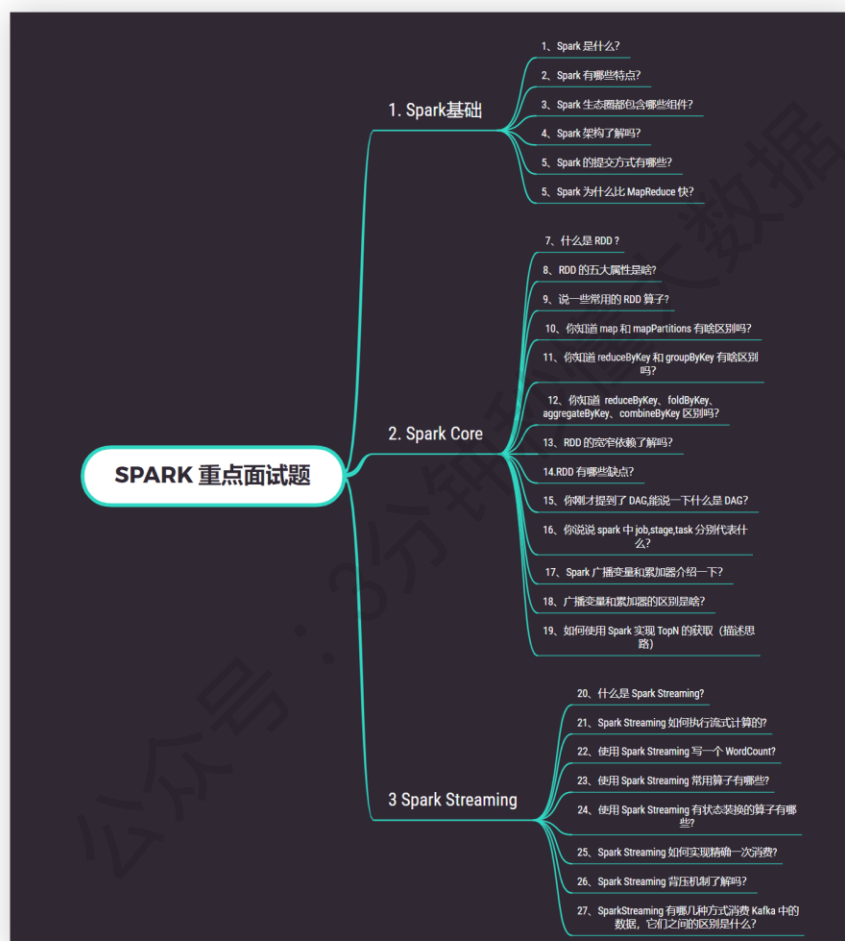 SPARK 重点面试题
1. Spark基础
1、Spark 是什么?
2、Spark 有哪些特点?
3、Spark 生态圈都包含哪些组件?
4、Spark 架构了解吗?
5、Spark 的提交方式有哪些?
5、Spark 为什么比 MapReduce 快?
2. Spark Core
7、什么是 RDD ?
8、RDD 的五大属性是啥?
9、说一些常用的 RDD 算子?
10、你知道 map 和 mapPartitions 有啥区别吗?
11、你知道 reduceByKey 和 groupByKey 有啥区别
吗?
12、你知道 reduceByKey、foldByKey、
aggregateByKey、combineByKey 区别吗?
13、RDD 的宽窄依赖了解吗?
14.RDD 有哪些缺点?
15、你刚才提到了 DAG,能说一下什么是 DAG?
16、你说说 spark 中 job,stage,task 分别代表什
么?
17、Spark 广播变量和累加器介绍一下?
18、广播变量和累加器的区别是啥?
19、如何使用 Spark 实现 TopN 的获取（描述思
路）
3 Spark Streaming
20、什么是 Spark Streaming?
21、Spark Streaming 如何执行流式计算的?
22、使用 Spark Streaming 写一个 WordCount?
23、使用 Spark Streaming 常用算子有哪些?
24、使用 Spark Streaming 有状态装换的算子有哪
些?
25、Spark Streaming 如何实现精确一次消费?
26、Spark Streaming 背压机制了解吗?
27、SparkStreaming 有哪几种方式消费 Kafka 中的
数据，它们之间的区别是什么?
公众号：3分钟秒懂大数据